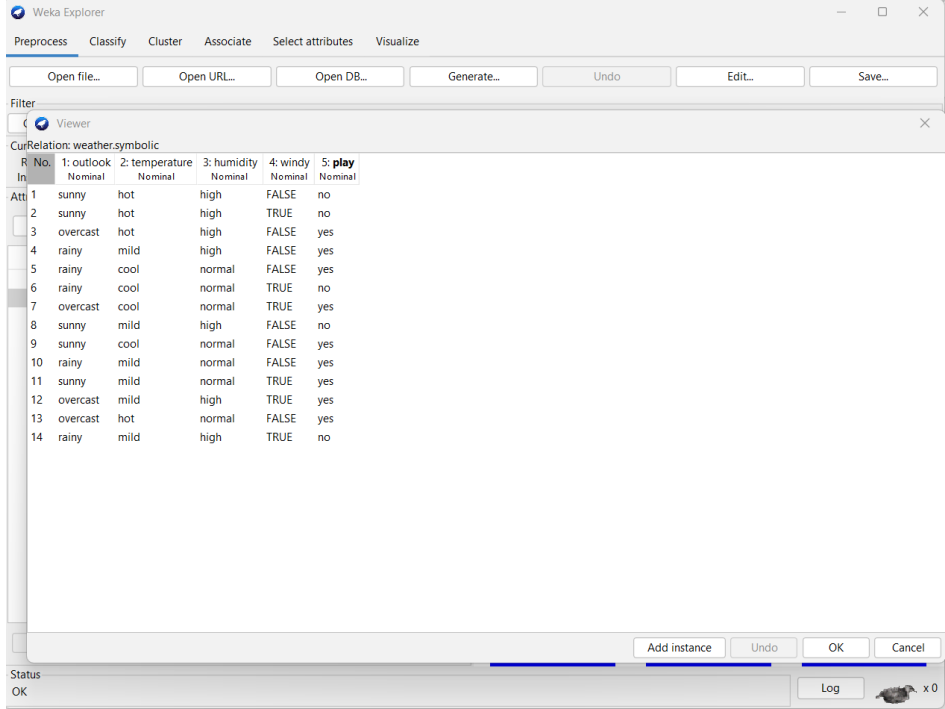 Weka Explorer
Preprocess Classify Cluster Associate Select attributes Visualize
Open file... Open URL... Open DB... Generate... Undo Edit... Save...
Filter
Viewer
Relation: weather.symbolic
No. 1: outlook 2: temperature 3: humidity 4: windy 5: play
Nominal Nominal Nominal Nominal Nominal
1 sunny hot high FALSE no
2 sunny hot high TRUE no
3 overcast hot high FALSE yes
4 rainy mild high FALSE yes
5 rainy cool normal FALSE yes
6 rainy cool normal TRUE no
7 overcast cool normal TRUE yes
8 sunny mild high FALSE no
9 sunny cool normal FALSE yes
10 rainy mild normal FALSE yes
11 sunny mild normal TRUE yes
12 overcast mild high TRUE yes
13 overcast hot normal FALSE yes
14 rainy mild high TRUE no
Add instance Undo OK Cancel
Status
OK
Log x 0